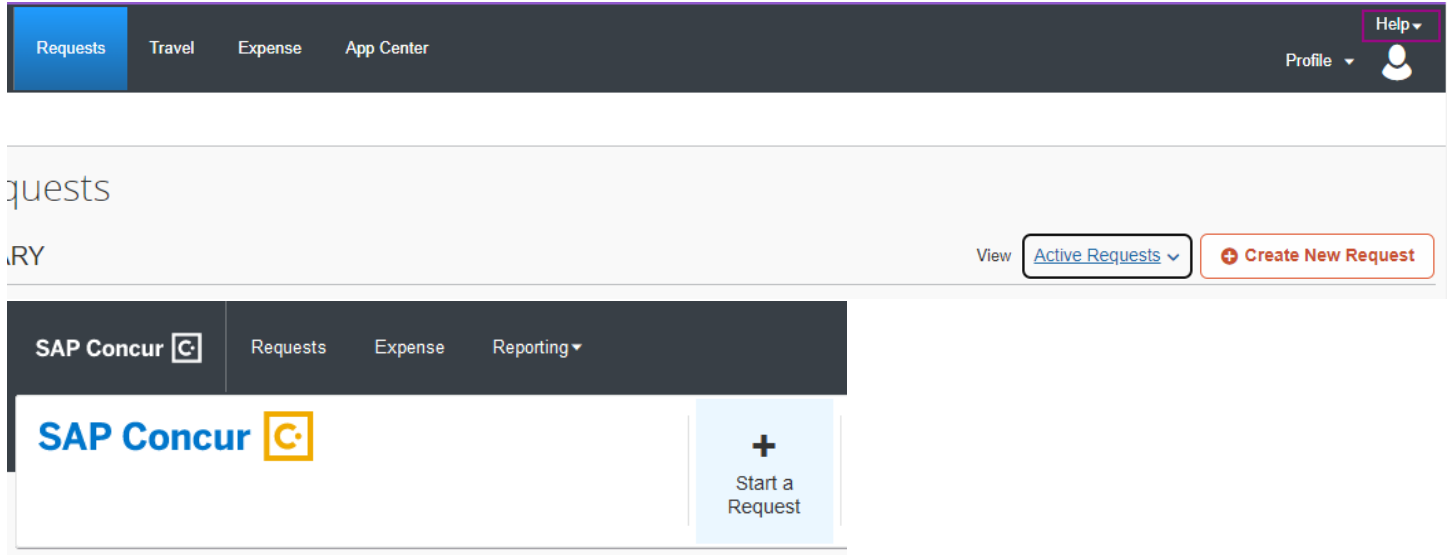 Help
Requests Travel Expense App Center
Profile
quests
ARY
View Active Requests Create New Request
SAP Concur C Requests Expense Reporting
SAP Concur C
Start a
Request